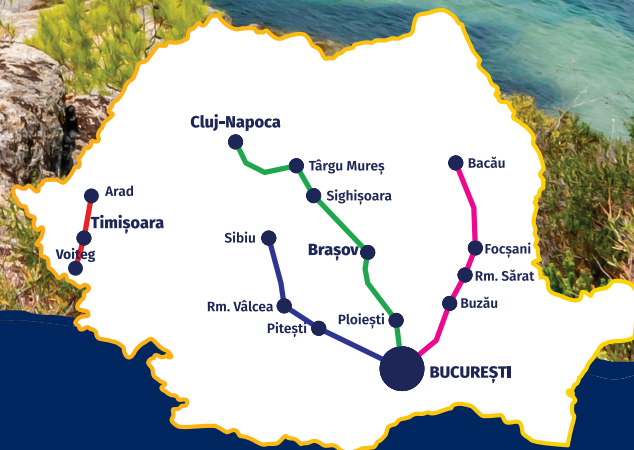 Cluj-Napoca
Târgu Mureș
Bacău
Arad
Sighișoara
Timișoara
Sibiu
Brașov
Focșani
Voiteg
Rm. Sărat
Rm. Vâlcea
Buzău
Pitești
Ploiești
BUCUREȘTI